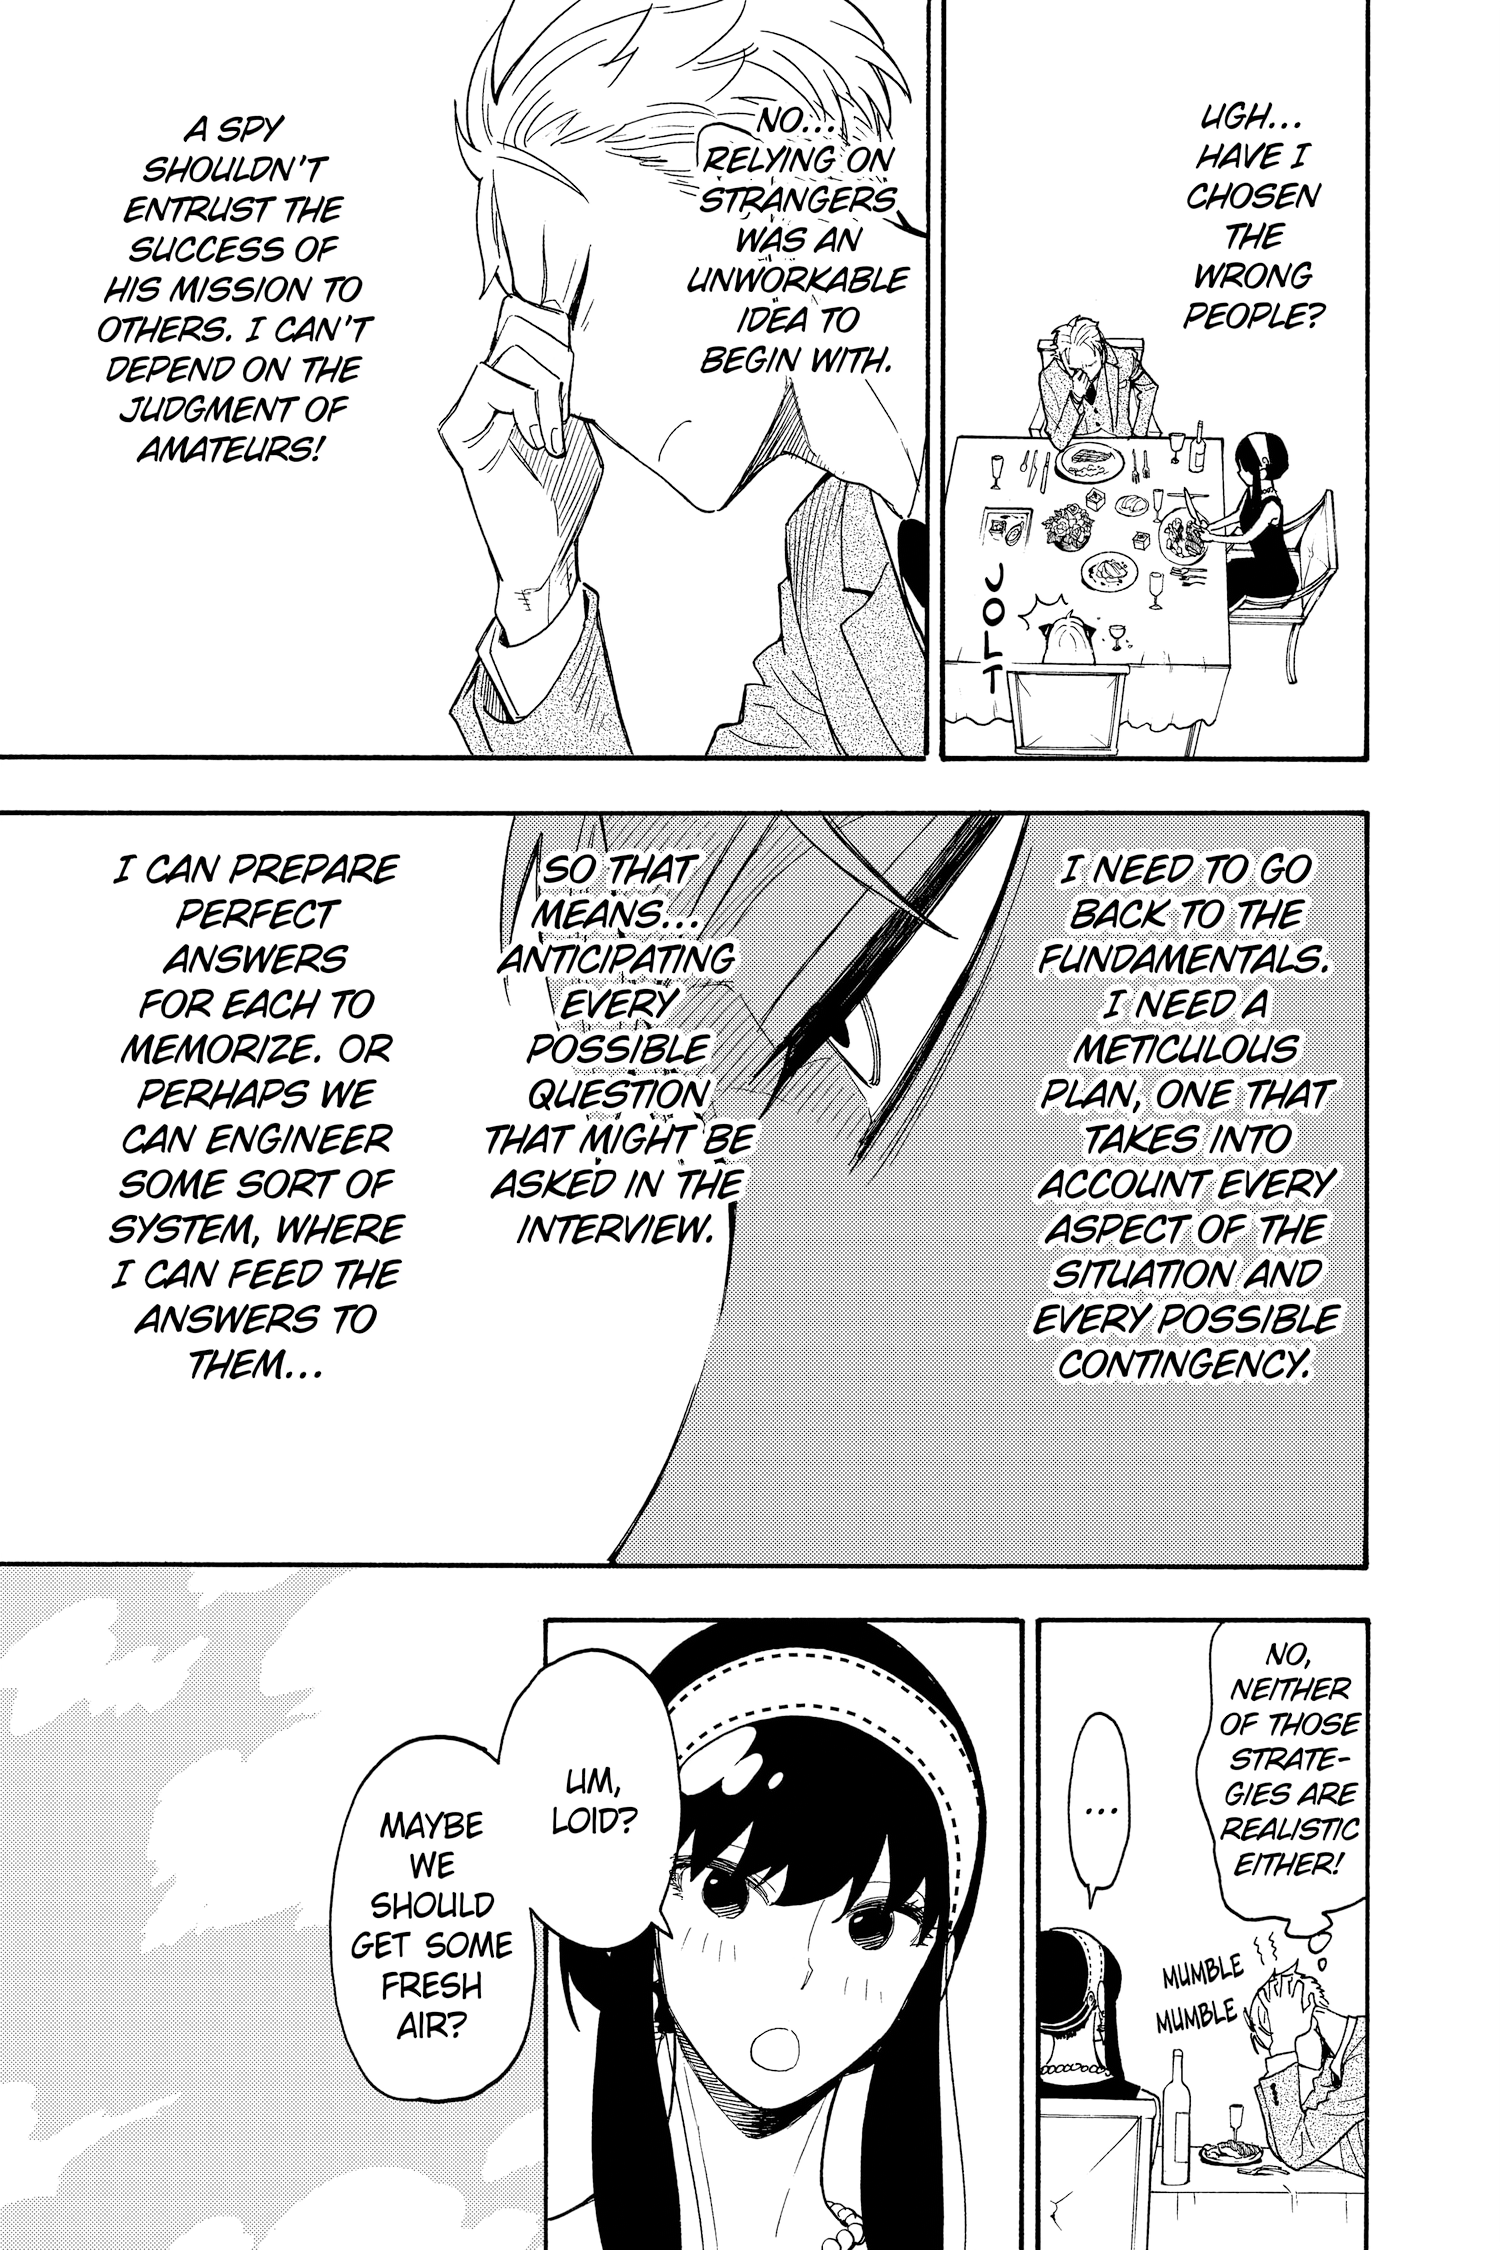 UGH...
HAVE I
CHOSEN
THE
WRONG
PEOPLE?
JOLT
NO...
RELYING ON
STRANGERS
WAS AN
UNWORKABLE
IDEA TO
BEGIN WITH.
A SPY
SHOULDN'T
ENTRUST THE
SUCCESS OF
HIS MISSION TO
OTHERS. I CAN'T
DEPEND ON THE
JUDGMENT OF
AMATEURS!
I NEED TO GO
BACK TO THE
FUNDAMENTALS.
I NEED A
METICULOUS
PLAN, ONE THAT
TAKES INTO
ACCOUNT EVERY
ASPECT OF THE
SITUATION AND
EVERY POSSIBLE
CONTINGENCY.
SO THAT
MEANS...
ANTICIPATING
EVERY
POSSIBLE
QUESTION
THAT MIGHT BE
ASKED IN THE
INTERVIEW.
I CAN PREPARE
PERFECT
ANSWERS
FOR EACH TO
MEMORIZE. OR
PERHAPS WE
CAN ENGINEER
SOME SORT OF
SYSTEM, WHERE
I CAN FEED THE
ANSWERS TO
THEM...
NO,
NEITHER
OF THOSE
STRATE-
GIES ARE
REALISTIC
EITHER!
MUMBLE
MUMBLE
...
UM,
LOID?
MAYBE
WE
SHOULD
GET SOME
FRESH
AIR?